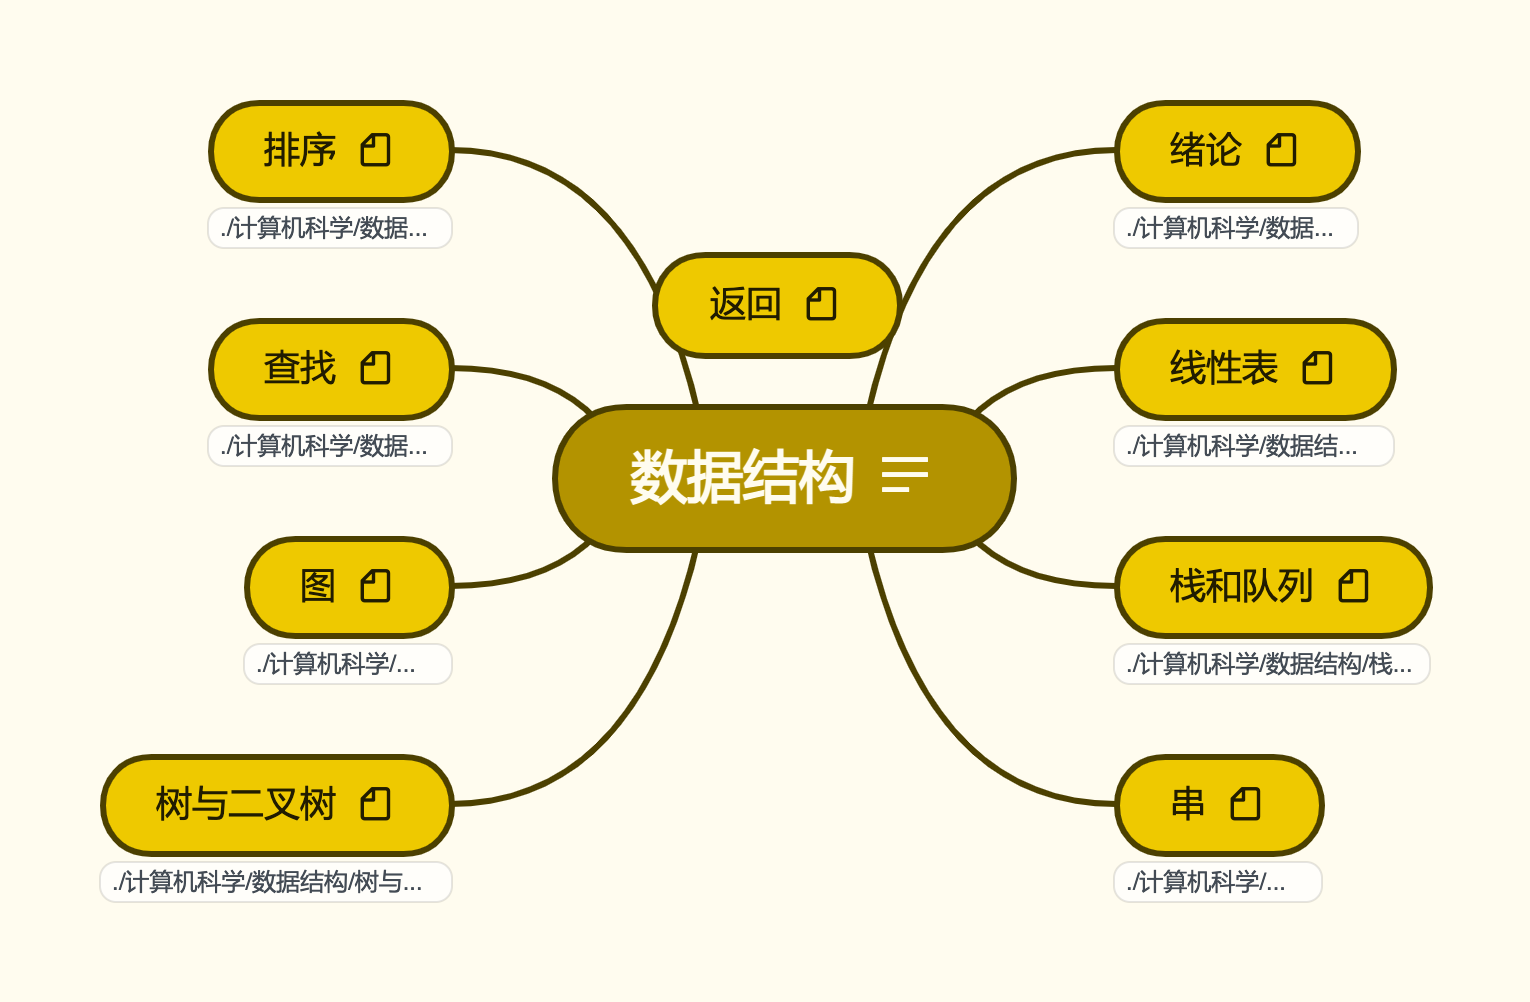 排序
./计算机科学/数据...
绪论
./计算机科学/数据...
返回
查找
./计算机科学/数据...
线性表
./计算机科学/数据结...
数据结构
图
./计算机科学/...
栈和队列
./计算机科学/数据结构/栈...
树与二叉树
./计算机科学/数据结构/树与...
串
./计算机科学/...